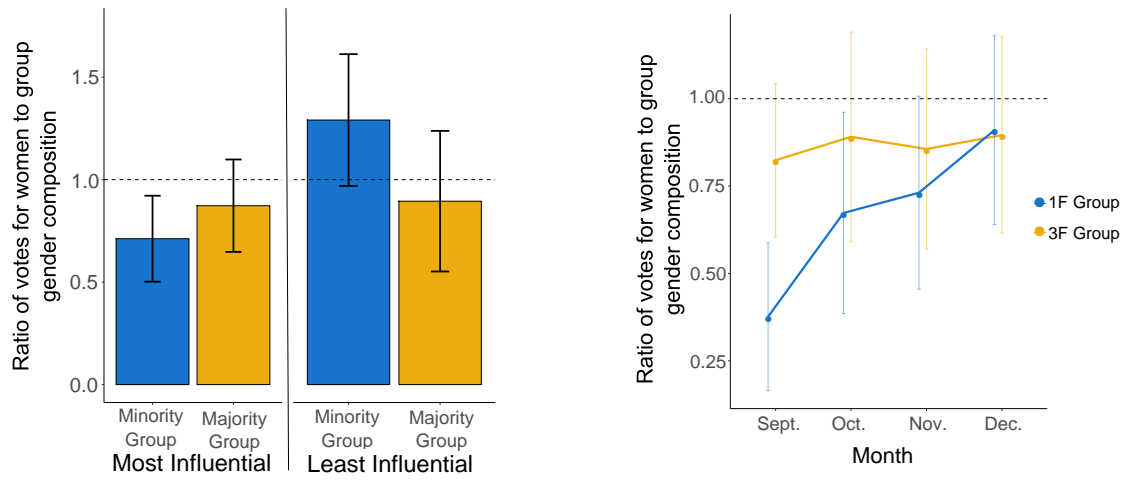 Ratio of votes for women to group
gender composition
1.5
1.0
0.5
0.0
Minority
Group
Majority
Group
Minority
Group
Majority
Group
Most Influential
Least Influential
Ratio of votes for women to group
gender composition
1.00
0.75
0.50
0.25
Sept.
Oct.
Nov.
Dec.
Month
1F Group
3F Group